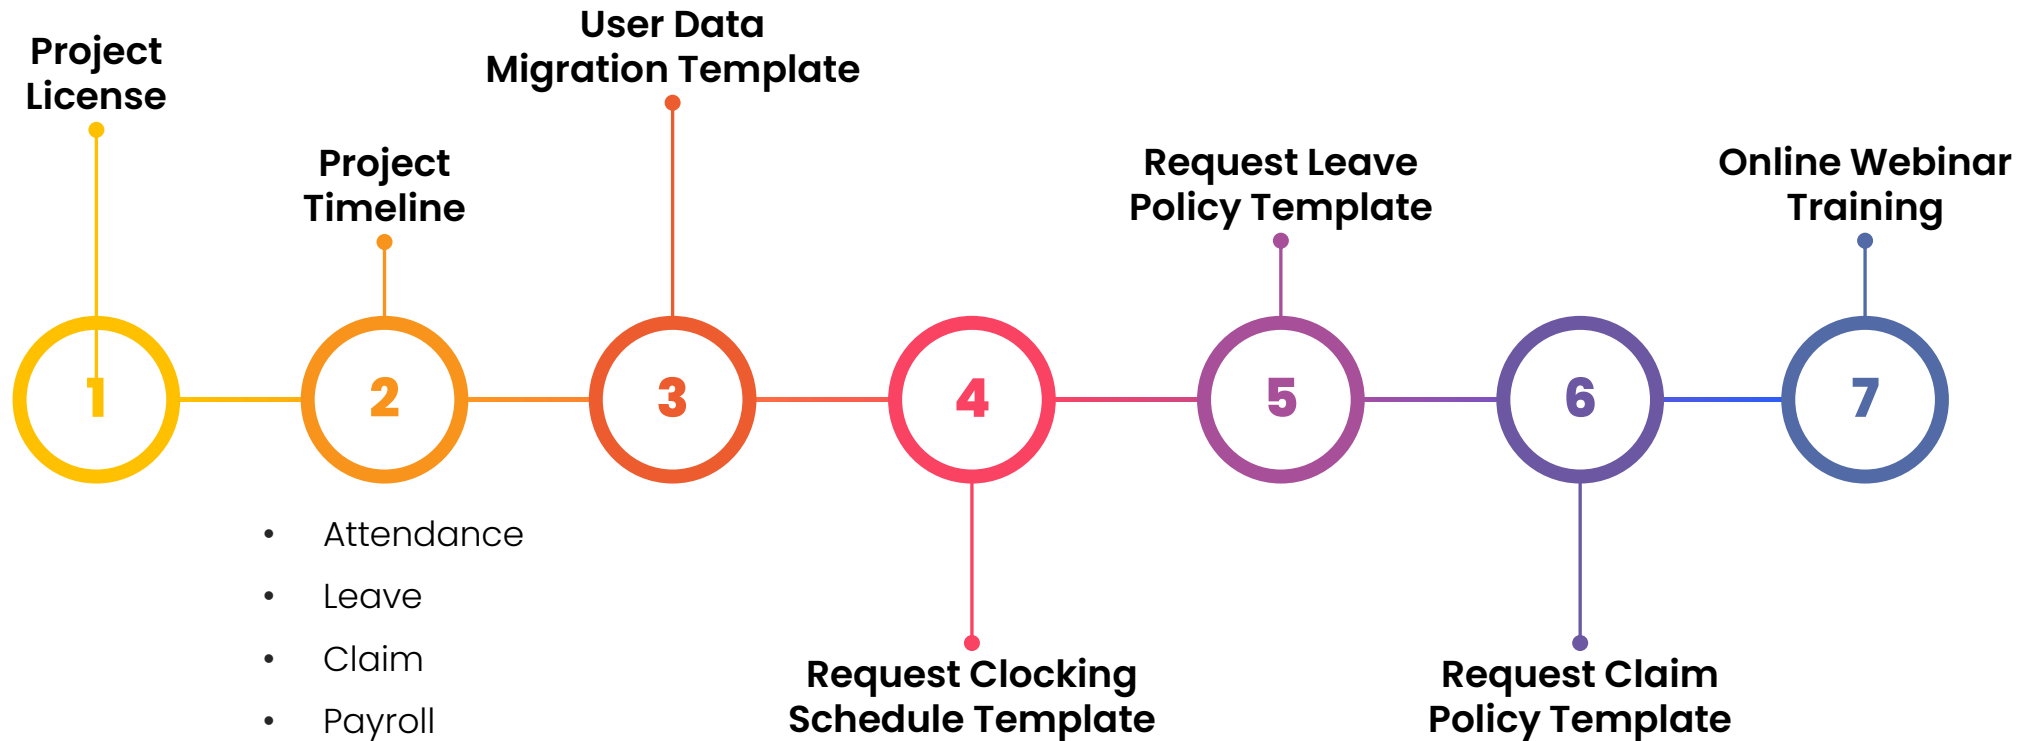 Project
License
1
Project
Timeline
2
• Attendance
• Leave
• Claim
• Payroll
User Data
Migration Template
3
4
Request Clocking
Schedule Template
Request Leave
Policy Template
5
6
Request Claim
Policy Template
Online Webinar
Training
7